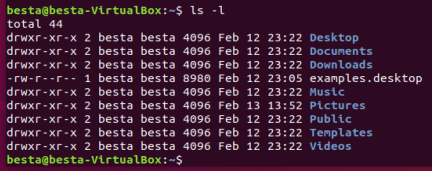 besta@besta-VirtualBox:~$ ls -l
total 44
drwxr-xr-x 2 besta besta 4096 Feb 12 23:22 Desktop
drwxr-xr-x 2 besta besta 4096 Feb 12 23:22 Documents
drwxr-xr-x 2 besta besta 4096 Feb 12 23:22 Downloads
-rw-r--r-- 1 besta besta 8980 Feb 12 23:05 examples.desktop
drwxr-xr-x 2 besta besta 4096 Feb 12 23:22 Music
drwxr-xr-x 2 besta besta 4096 Feb 13 13:52 Pictures
drwxr-xr-x 2 besta besta 4096 Feb 12 23:22 Public
drwxr-xr-x 2 besta besta 4096 Feb 12 23:22 Templates
drwxr-xr-x 2 besta besta 4096 Feb 12 23:22 Videos
besta@besta-VirtualBox:~$